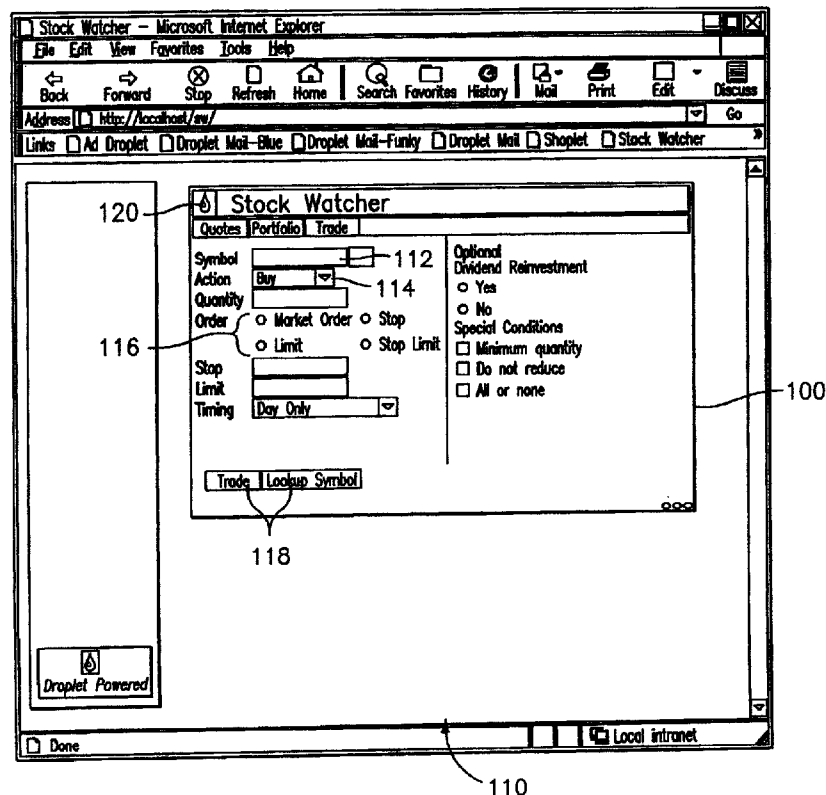 Stock Watcher – Microsoft Internet Explorer
File Edit View Favorites Tools Help
Back Forward Stop Refresh Home Search Favorites History Mail Print Edit Discuss
Address http://localhost/sw/ Go
Links Ad Droplet Droplet Mail-Blue Droplet Mail-Funky Droplet Mail Shoplet Stock Watcher »
120 Stock Watcher
Quotes Portfolio Trade
Symbol 112
Action Buy 114
Quantity
Order Market Order Stop
116 Limit Stop Limit
Stop
Limit
Timing Day Only
Optional
Dividend Reinvestment
Yes
No
Special Conditions
Minimum quantity
Do not reduce
All or none
100
Trade Lookup Symbol
118
Droplet Powered
Done Local intranet
110